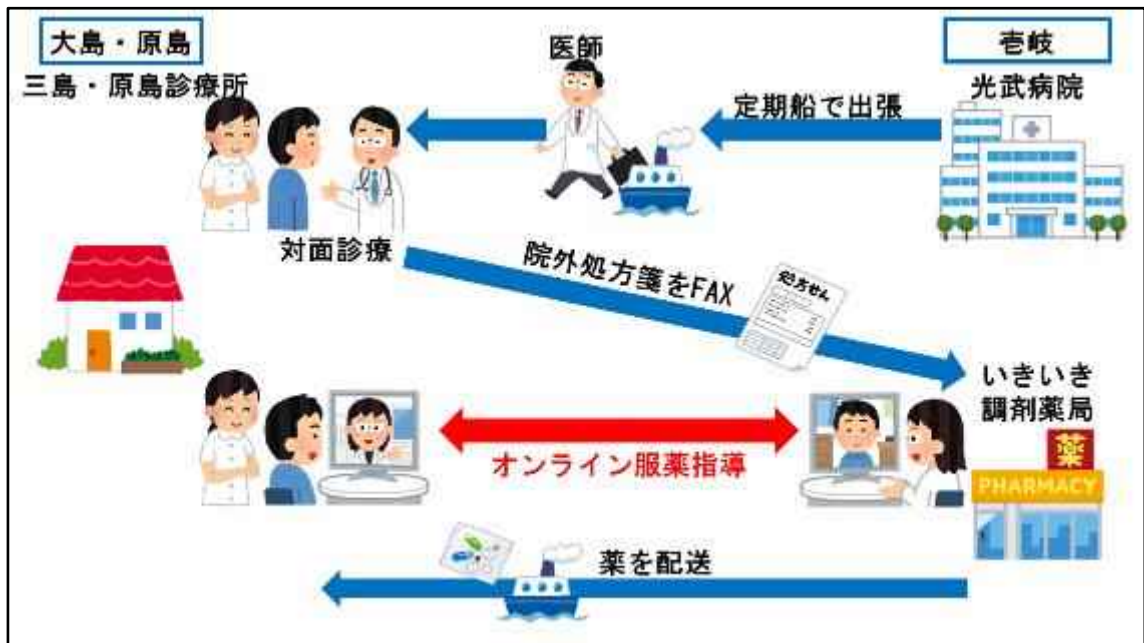 大島・原島
三島・原島診療所
医師
壱岐
光武病院
定期船で出張
対面診療
院外処方箋をFAX
処方せん
いきいき
調剤薬局
オンライン服薬指導
薬
PHARMACY
薬を配送